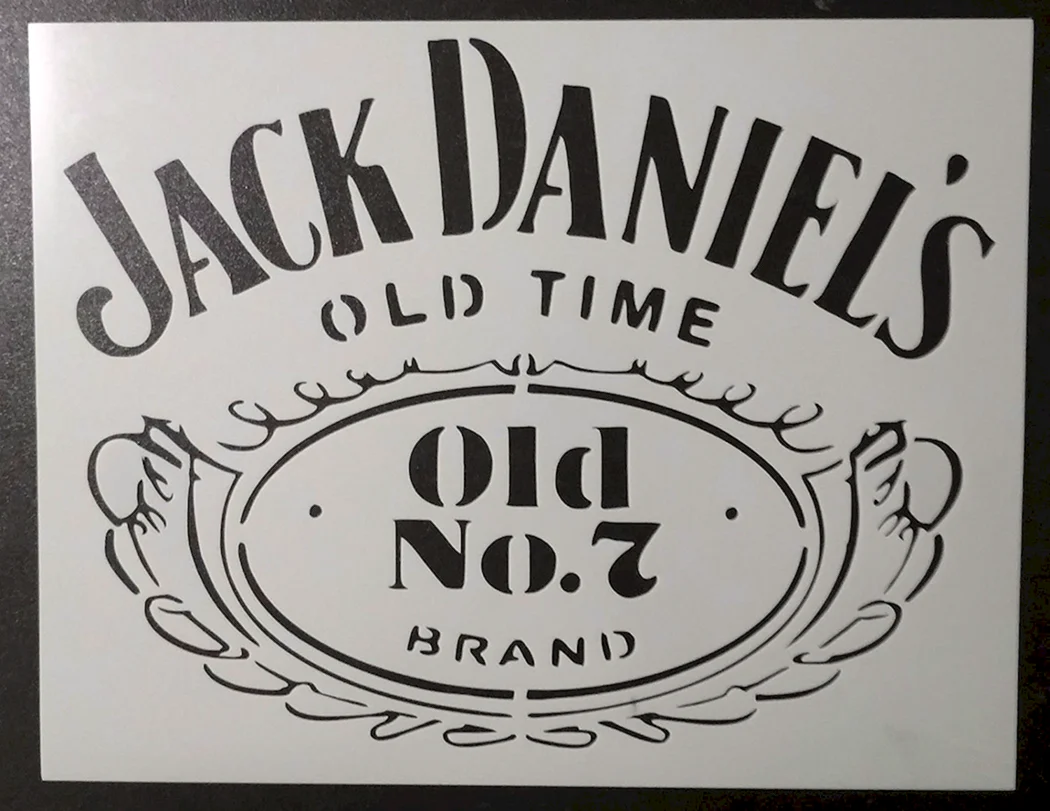 JACK DANIEL'S
OLD TIME
Old
No.7
BRAND